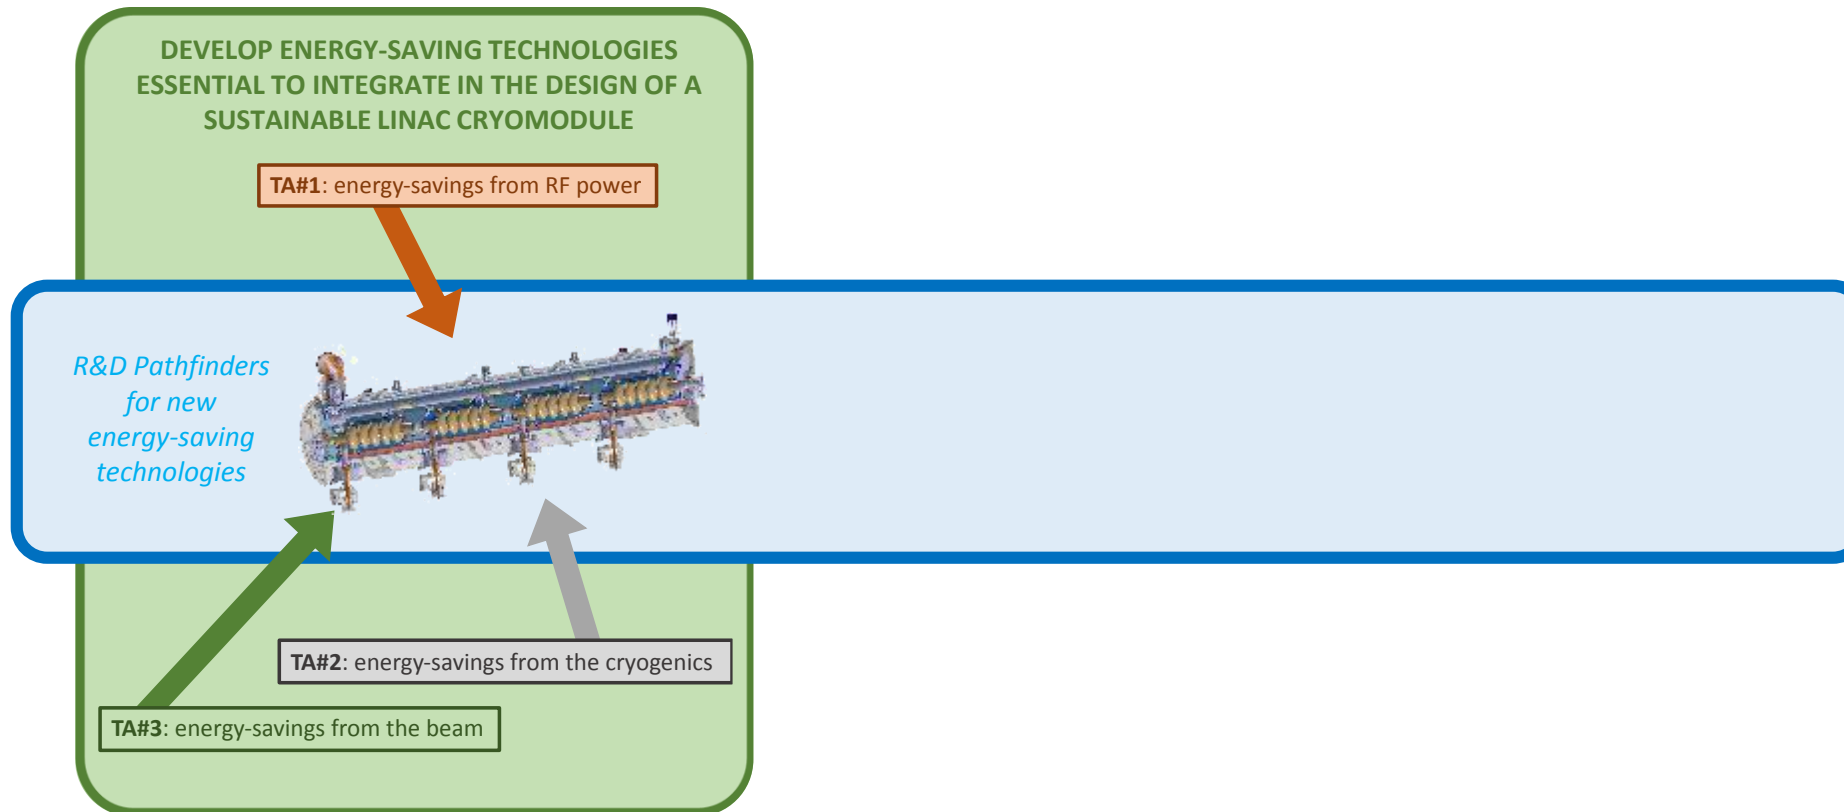 DEVELOP ENERGY-SAVING TECHNOLOGIES
ESSENTIAL TO INTEGRATE IN THE DESIGN OF A
SUSTAINABLE LINAC CRYOMODULE
TA#1: energy-savings from RF power
R&D Pathfinders
for new
energy-saving
technologies
TA#2: energy-savings from the cryogenics
TA#3: energy-savings from the beam